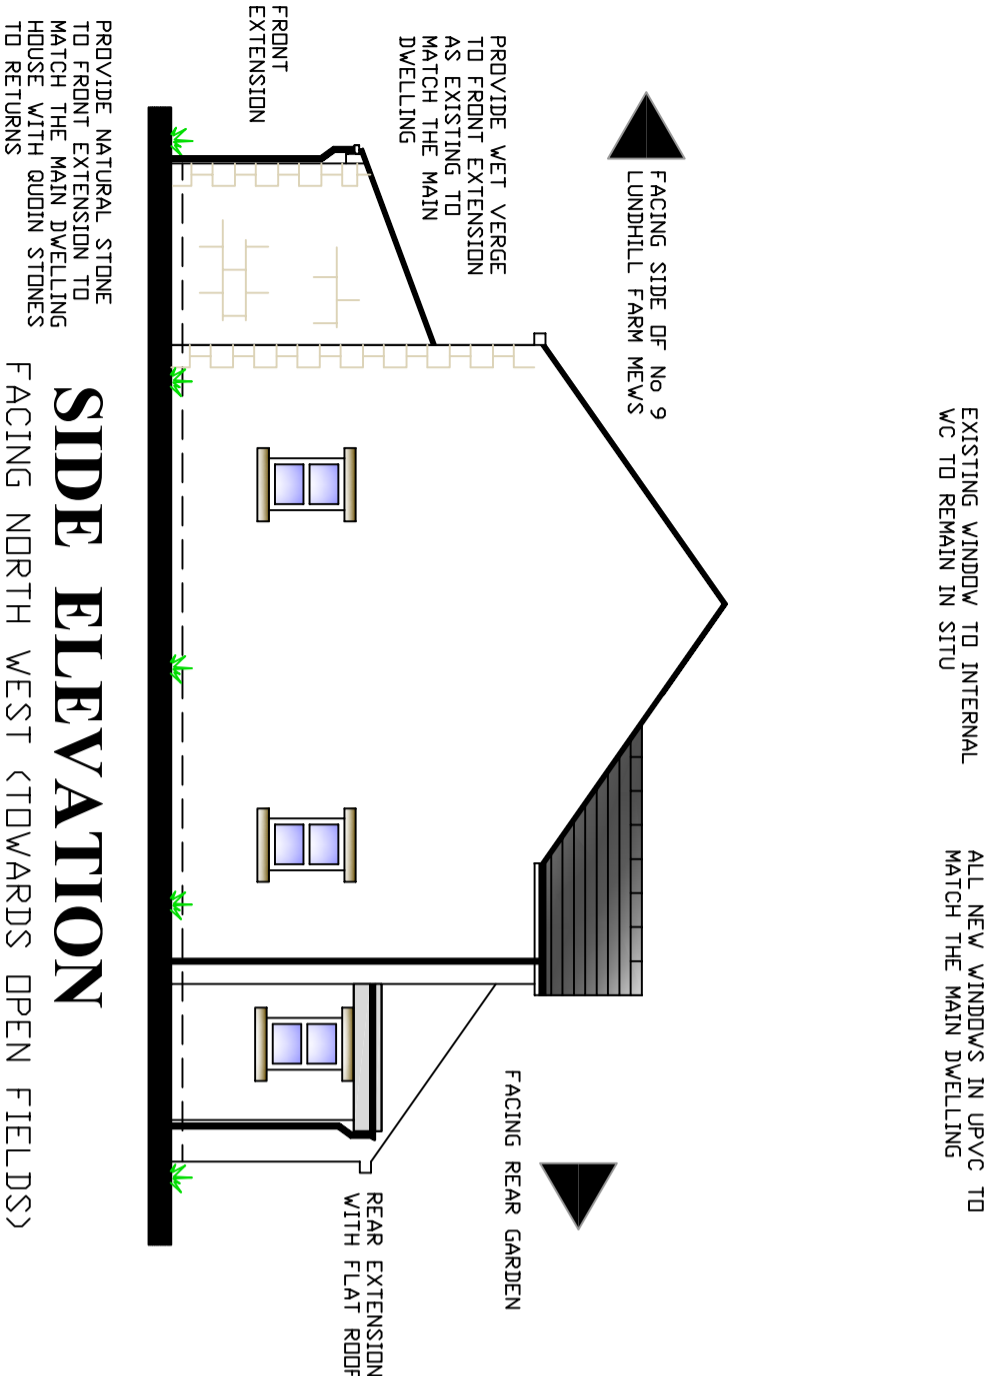 EXISTING WINDOW TO INTERNAL
WC TO REMAIN IN SITU
ALL NEW WINDOWS IN UPVC TO
MATCH THE MAIN DWELLING
FACING SIDE OF No 9
LUNDHILL FARM MEWS
FACING REAR GARDEN
PROVIDE WET VERGE
TO FRONT EXTENSION
AS EXISTING TO
MATCH THE MAIN
DWELLING
REAR EXTENSION
WITH FLAT ROOF
FRONT
EXTENSION
PROVIDE NATURAL STONE
TO FRONT EXTENSION TO
MATCH THE MAIN DWELLING
HOUSE WITH QUOIN STONES
TO RETURNS
SIDE ELEVATION
FACING NORTH WEST (TOWARDS OPEN FIELDS)